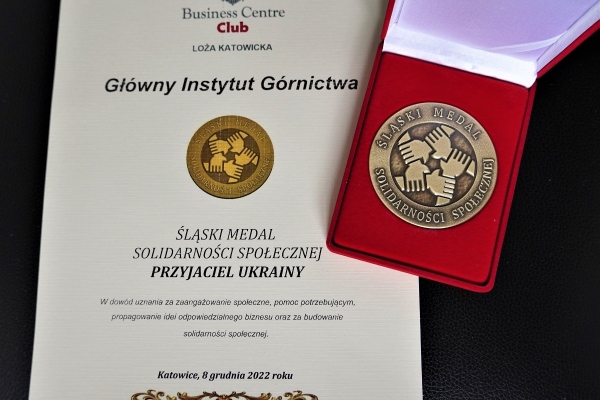 Business Centre
Club
LOŻA KATOWICKA
Główny Instytut Górnictwa
ŚLĄSKI MEDAL
SOLIDARNOŚCI SPOŁECZNEJ
PRZYJACIEL UKRAINY
W dowód uznania za zaangażowanie społeczne, pomoc potrzebującym,
propagowanie idei odpowiedzialnego biznesu oraz za budowanie
solidarności społecznej.
Katowice, 8 grudnia 2022 roku
ŚLĄSKI MEDAL
SOLIDARNOŚCI SPOŁECZNEJ